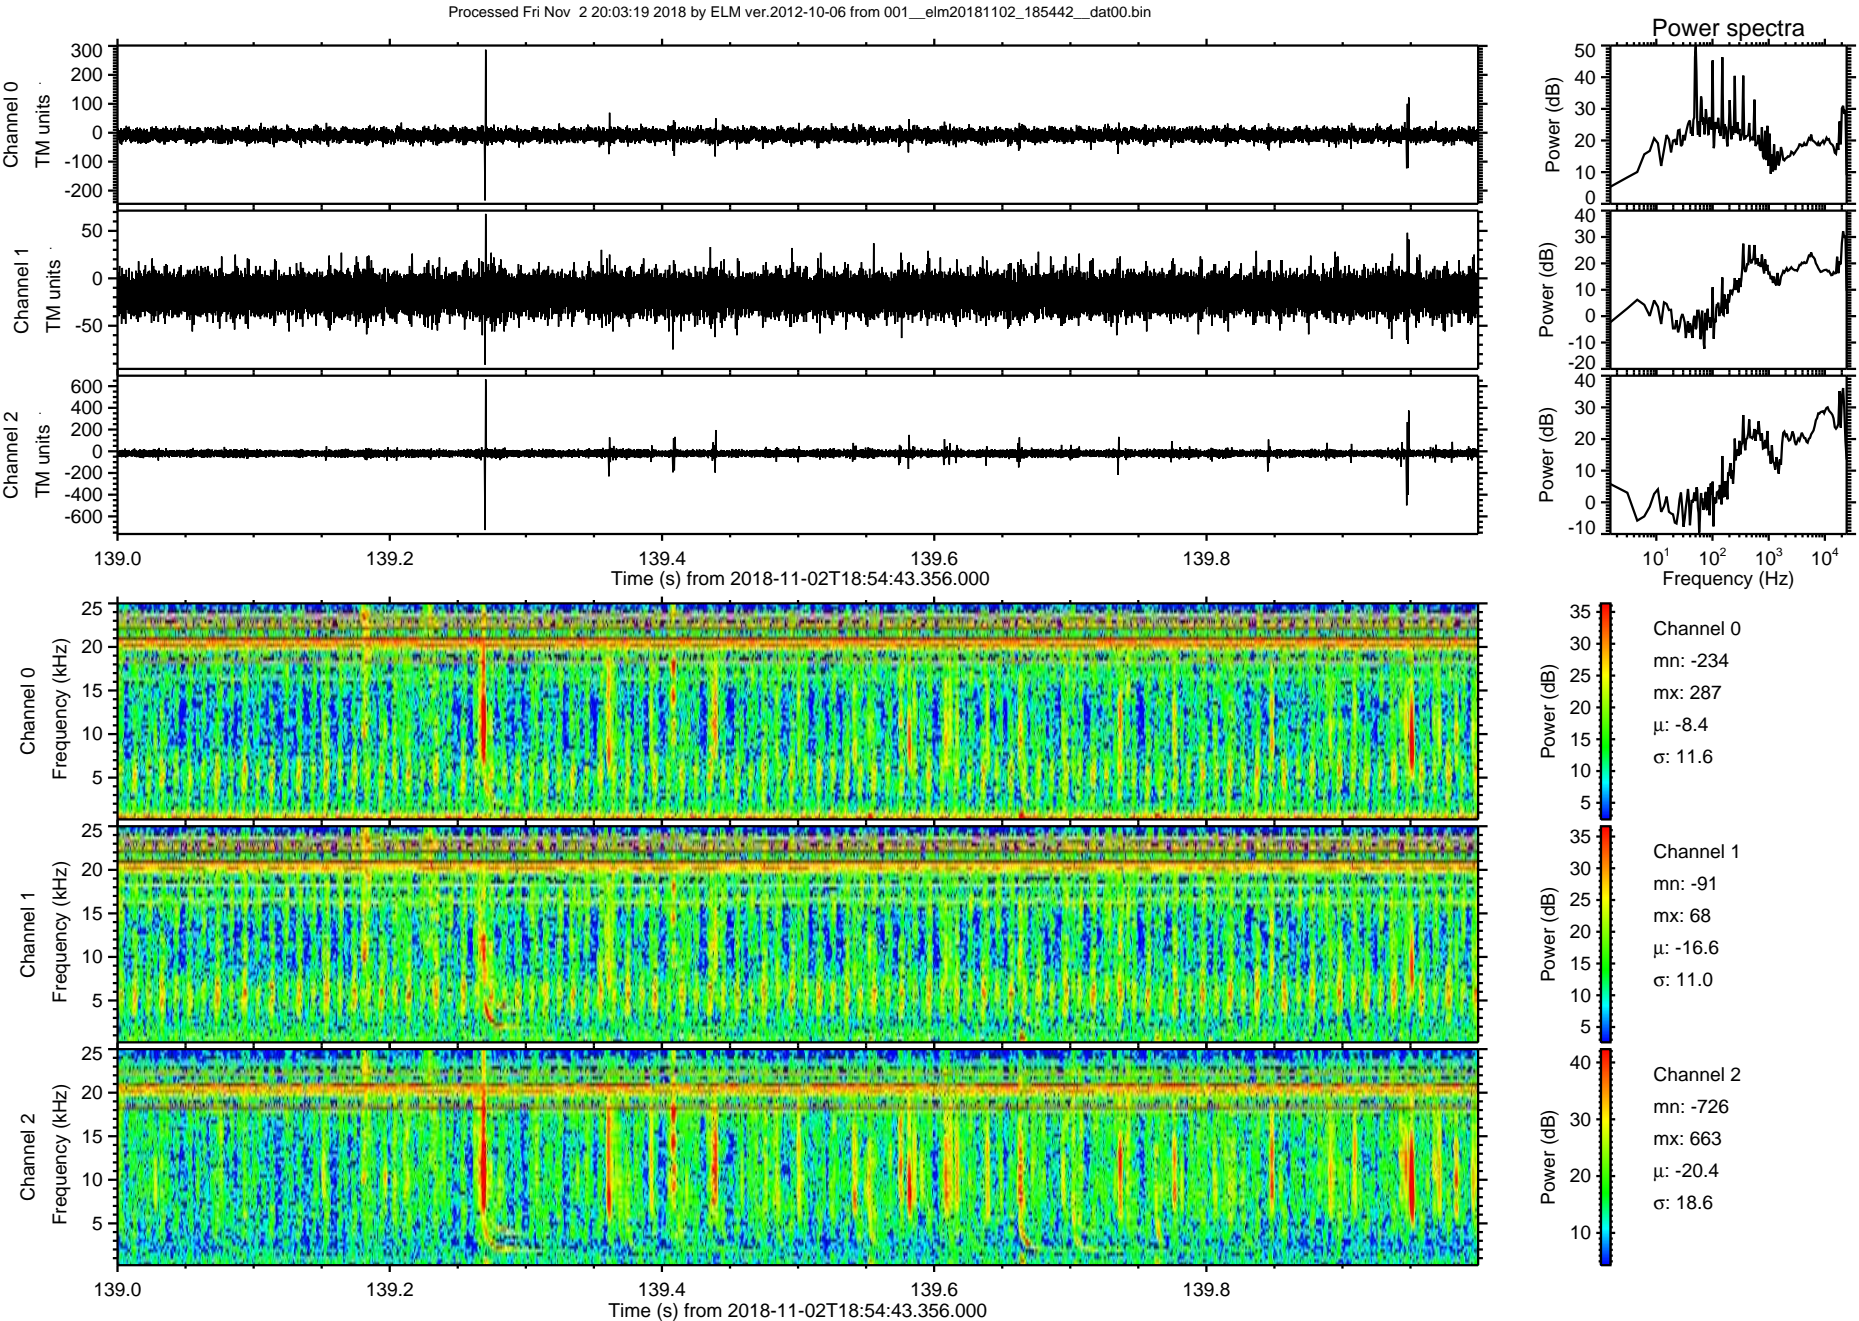 Processed Fri Nov  2 20:03:19 2018 by ELM ver.2012-10-06 from 001__elm20181102_185442__dat00.bin
Power spectra
Channel 0
TM units
300
200
100
0
-100
-200
Power (dB)
50
40
30
20
10
0
Channel 1
TM units
50
0
-50
Power (dB)
40
30
20
10
0
-10
-20
Channel 2
TM units
600
400
200
0
-200
-400
-600
Power (dB)
40
30
20
10
0
-10
139.0 139.2 139.4 139.6 139.8
Time (s) from 2018-11-02T18:54:43.356.000
10^1 10^2 10^3 10^4
Frequency (Hz)
Channel 0
Frequency (kHz)
25
20
15
10
5
Power (dB)
35
30
25
20
15
10
5
Channel 0
mn: -234
mx: 287
μ: -8.4
σ: 11.6
Channel 1
Frequency (kHz)
25
20
15
10
5
Power (dB)
35
30
25
20
15
10
5
Channel 1
mn: -91
mx: 68
μ: -16.6
σ: 11.0
Channel 2
Frequency (kHz)
25
20
15
10
5
Power (dB)
40
30
20
10
Channel 2
mn: -726
mx: 663
μ: -20.4
σ: 18.6
139.0 139.2 139.4 139.6 139.8
Time (s) from 2018-11-02T18:54:43.356.000